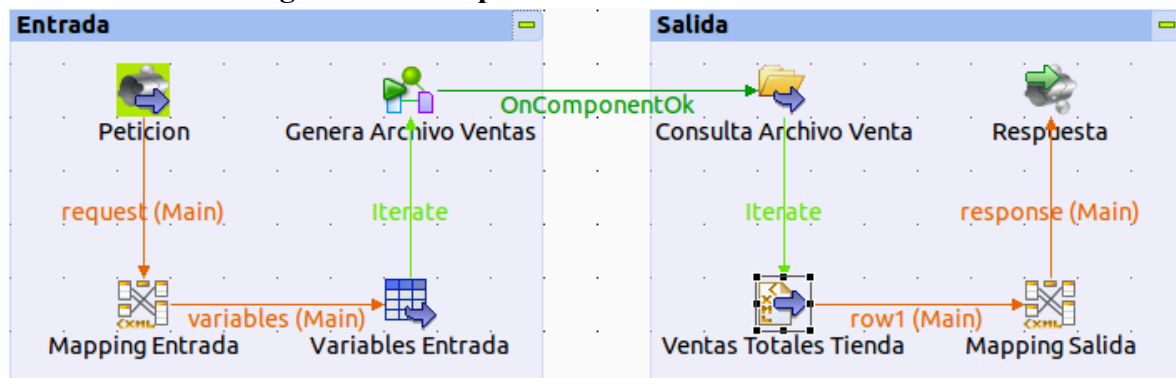 Entrada
Salida
OnComponentOk
Peticion
Genera Archivo Ventas
Consulta Archivo Venta
Respuesta
request (Main)
Iterate
Iterate
response (Main)
variables (Main)
row1 (Main)
Mapping Entrada
Variables Entrada
Ventas Totales Tienda
Mapping Salida